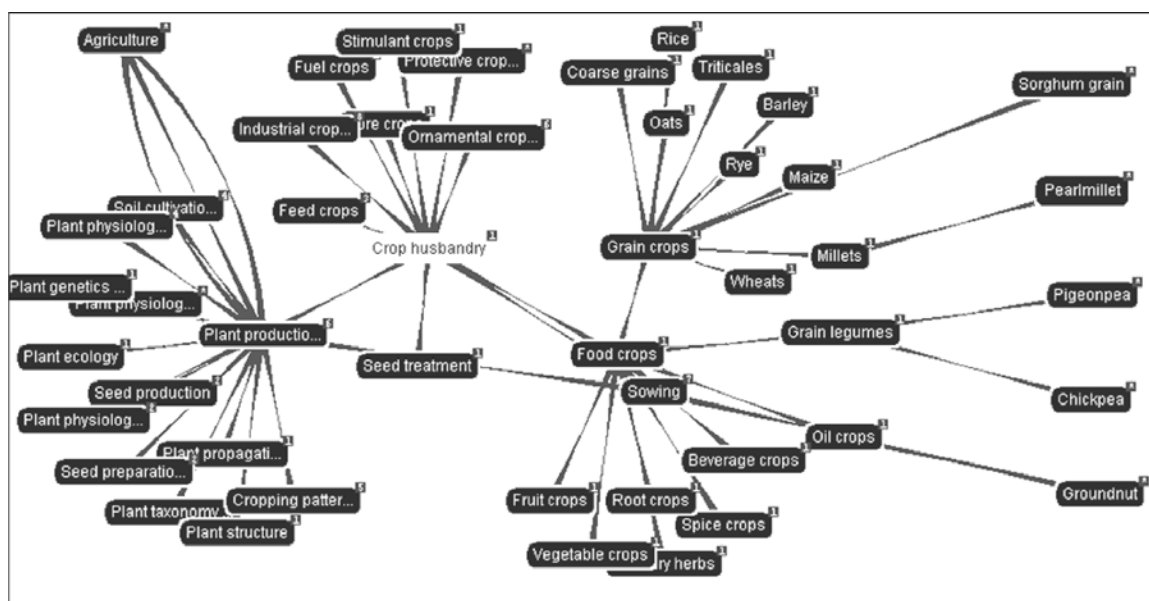 Agriculture
Stimulant crops
Protective crop...
Fuel crops
Industrial crop...
ure crop
Ornamental crop...
Feed crops
Crop husbandry
Rice
Coarse grains
Triticales
Barley
Oats
Rye
Maize
Sorghum grain
Pearlmillet
Grain crops
Millets
Wheats
Soil cultivatio...
Plant physiolog...
Plant genetics ...
Plant physiolog...
Plant productio...
Plant ecology
Seed treatment
Food crops
Grain legumes
Pigeonpea
Chickpea
Seed production
Plant physiolog...
Sowing
Oil crops
Plant propagati...
Seed preparatio...
Beverage crops
Groundnut
Plant taxonomy
Cropping patter...
Plant structure
Fruit crops
Root crops
Spice crops
Vegetable crops
ry herbs